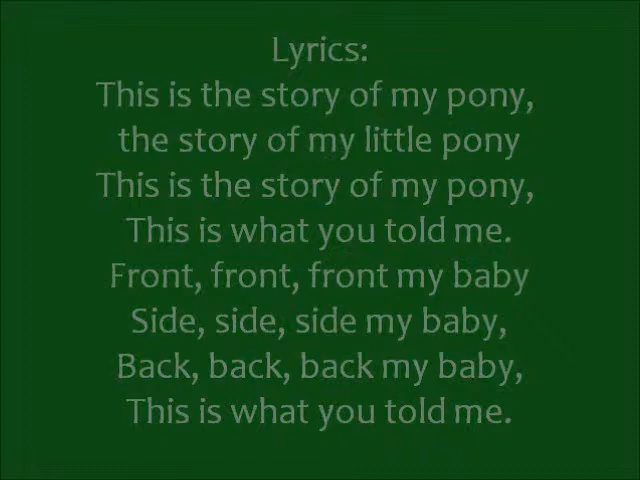 Lyrics:
This is the story of my pony,
the story of my little pony
This is the story of my pony,
This is what you told me.
Front, front, front my baby
Side, side, side my baby,
Back, back, back my baby,
This is what you told me.